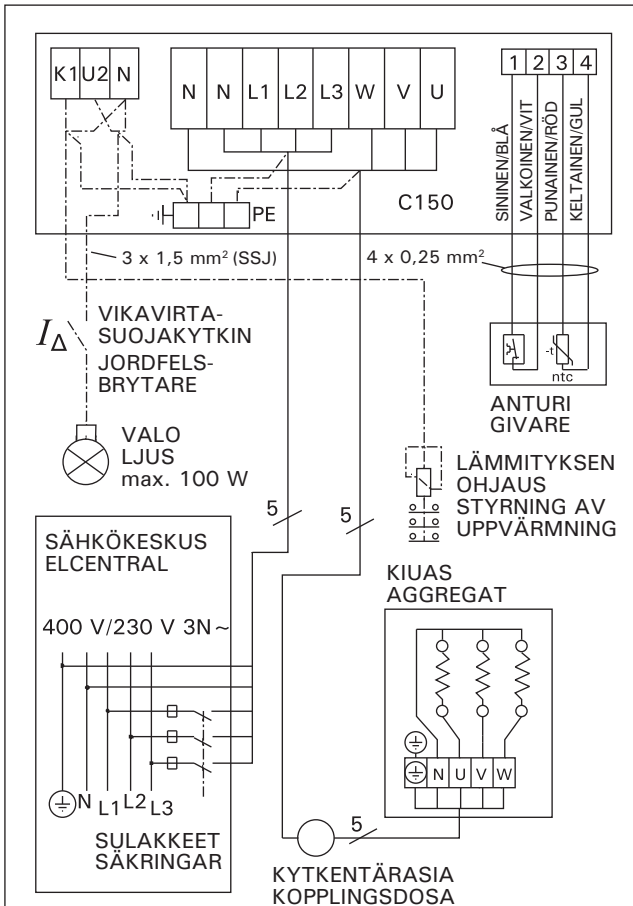 K1 U2 N
N N L1 L2 L3 W V U
1 2 3 4
SININEN/BLÅ
VALKOINEN/VIT
PUNAINEN/RÖD
KELTAINEN/GUL
PE
C150
3 x 1,5 mm² (SSJ)
4 x 0,25 mm²
I∆
VIKAVIRTA-
SUOJAKYTKIN
JORDFELS-
BRYTARE
-t
ntc
ANTURI
GIVARE
VALO
LJUS
max. 100 W
LÄMMITYKSEN
OHJAUS
STYRNING AV
UPPVÄRMNING
5
5
SÄHKÖKESKUS
ELCENTRAL
400 V/230 V 3N~
N L1 L2 L3
SULAKKEET
SÄKRINGAR
KIUAS
AGGREGAT
N U V W
5
KYTKENTÄRASIA
KOPPLINGSDOSA